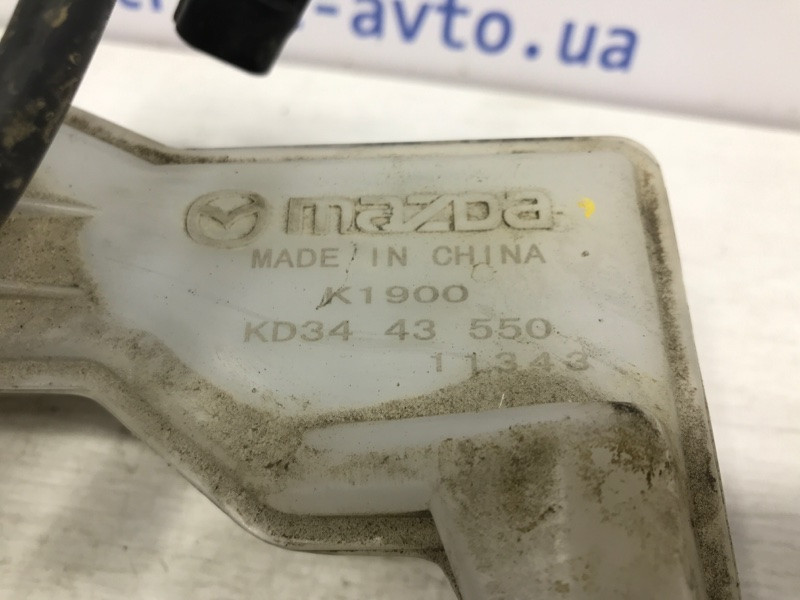 -avto.ua
mazda
MADE IN CHINA
K1900
KD34 43 550
11343